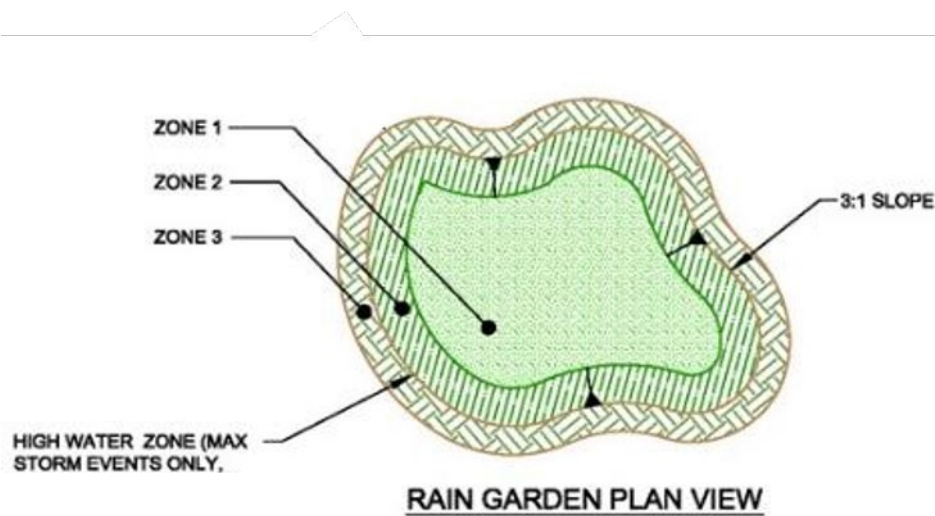 ZONE 1
ZONE 2
ZONE 3
3:1 SLOPE
HIGH WATER ZONE (MAX
STORM EVENTS ONLY,
RAIN GARDEN PLAN VIEW